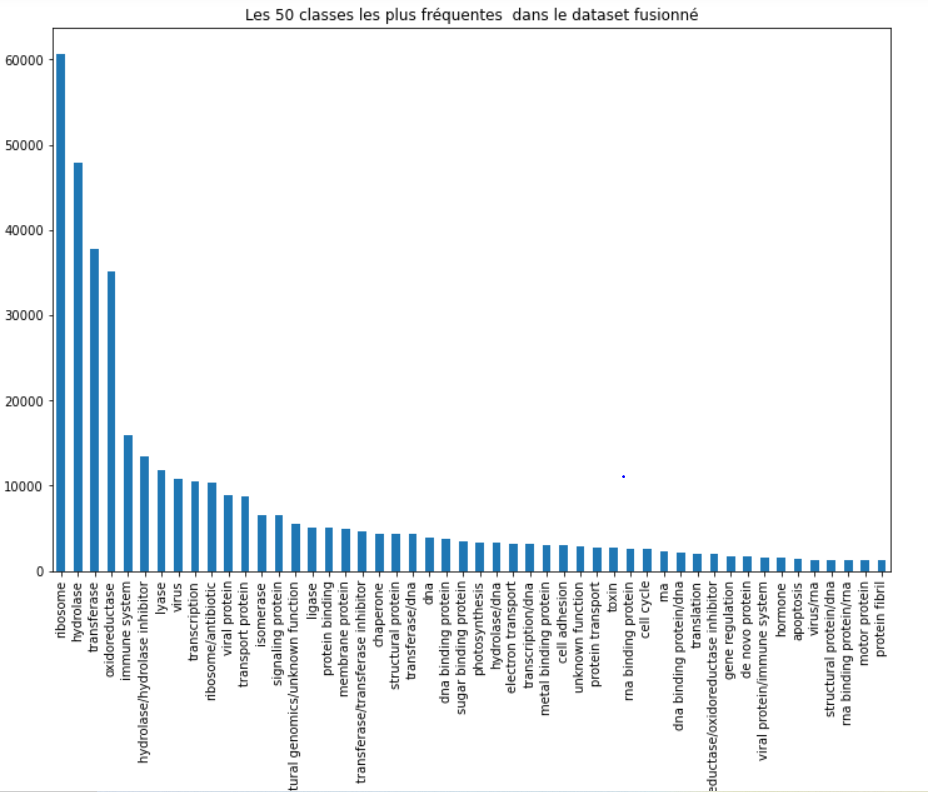 Les 50 classes les plus fréquentes  dans le dataset fusionné
60000
50000
40000
30000
20000
10000
0
ribosome
hydrolase
transferase
oxidoreductase
immune system
hydrolase/hydrolase inhibitor
lyase
virus
transcription
ribosome/antibiotic
viral protein
transport protein
isomerase
signaling protein
tural genomics/unknown function
ligase
protein binding
membrane protein
transferase/transferase inhibitor
chaperone
structural protein
transferase/dna
dna
dna binding protein
sugar binding protein
photosynthesis
hydrolase/dna
electron transport
transcription/dna
metal binding protein
cell adhesion
unknown function
protein transport
toxin
rna binding protein
cell cycle
rna
dna binding protein/dna
translation
eductase/oxidoreductase inhibitor
gene regulation
de novo protein
viral protein/immune system
hormone
apoptosis
virus/rna
structural protein/dna
rna binding protein/rna
motor protein
protein fibril